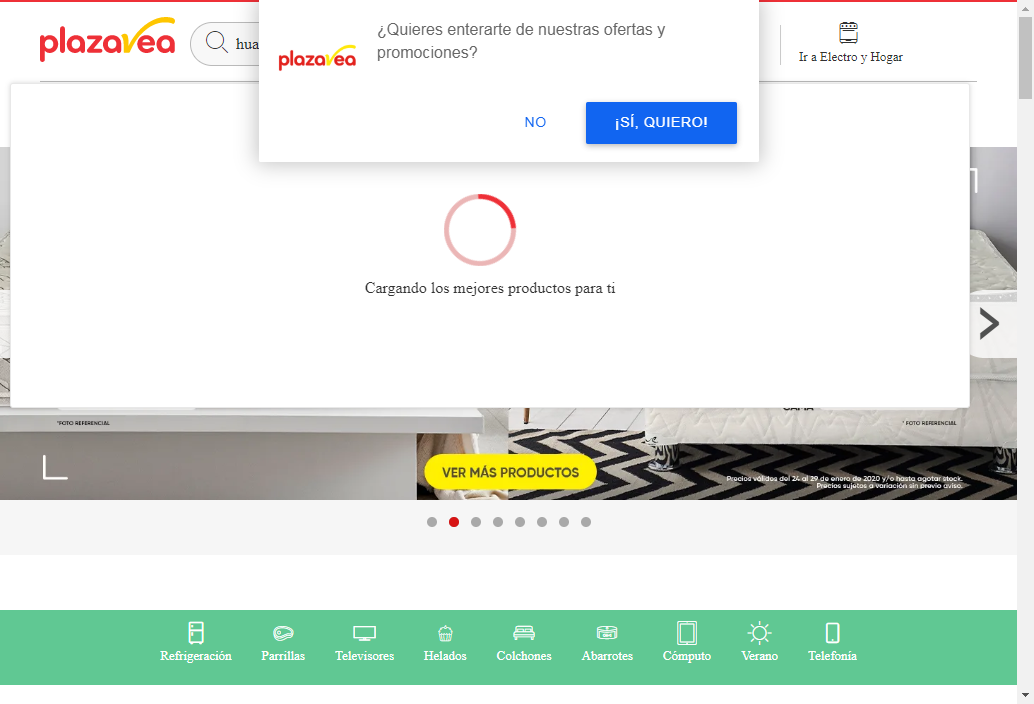 plazavea
hua
¿Quieres enterarte de nuestras ofertas y
promociones?
plazavea
NO
¡SÍ, QUIERO!
Ir a Electro y Hogar
Cargando los mejores productos para ti
*FOTO REFERENCIAL
* FOTO REFERENCIAL
VER MÁS PRODUCTOS
Precios válidos del 24 al 29 de enero de 2020 y/o hasta agotar stock.
Precios sujetos a variación sin previo aviso.
Refrigeración
Parrillas
Televisores
Helados
Colchones
Abarrotes
Cómputo
Verano
Telefonía